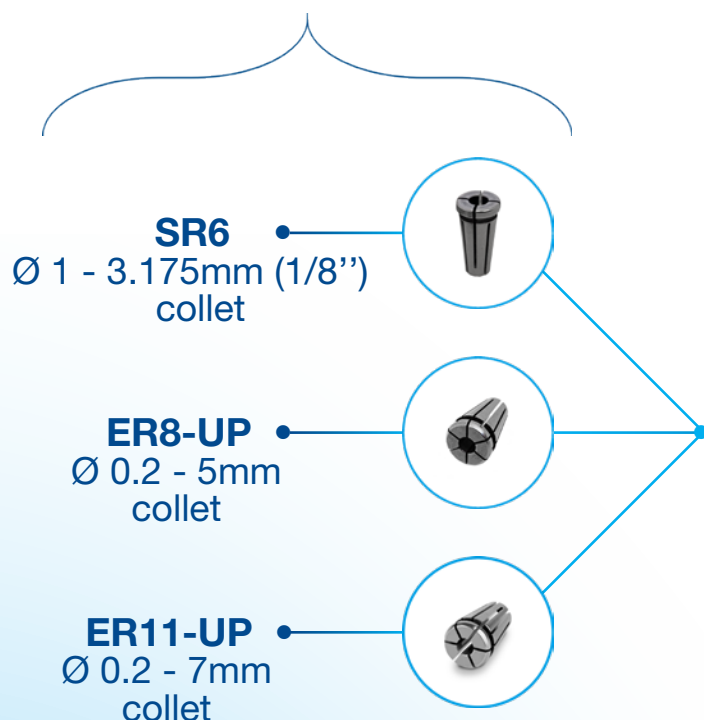 SR6
Ø 1 - 3.175mm (1/8’’)
collet
ER8-UP
Ø 0.2 - 5mm
collet
ER11-UP
Ø 0.2 - 7mm
collet